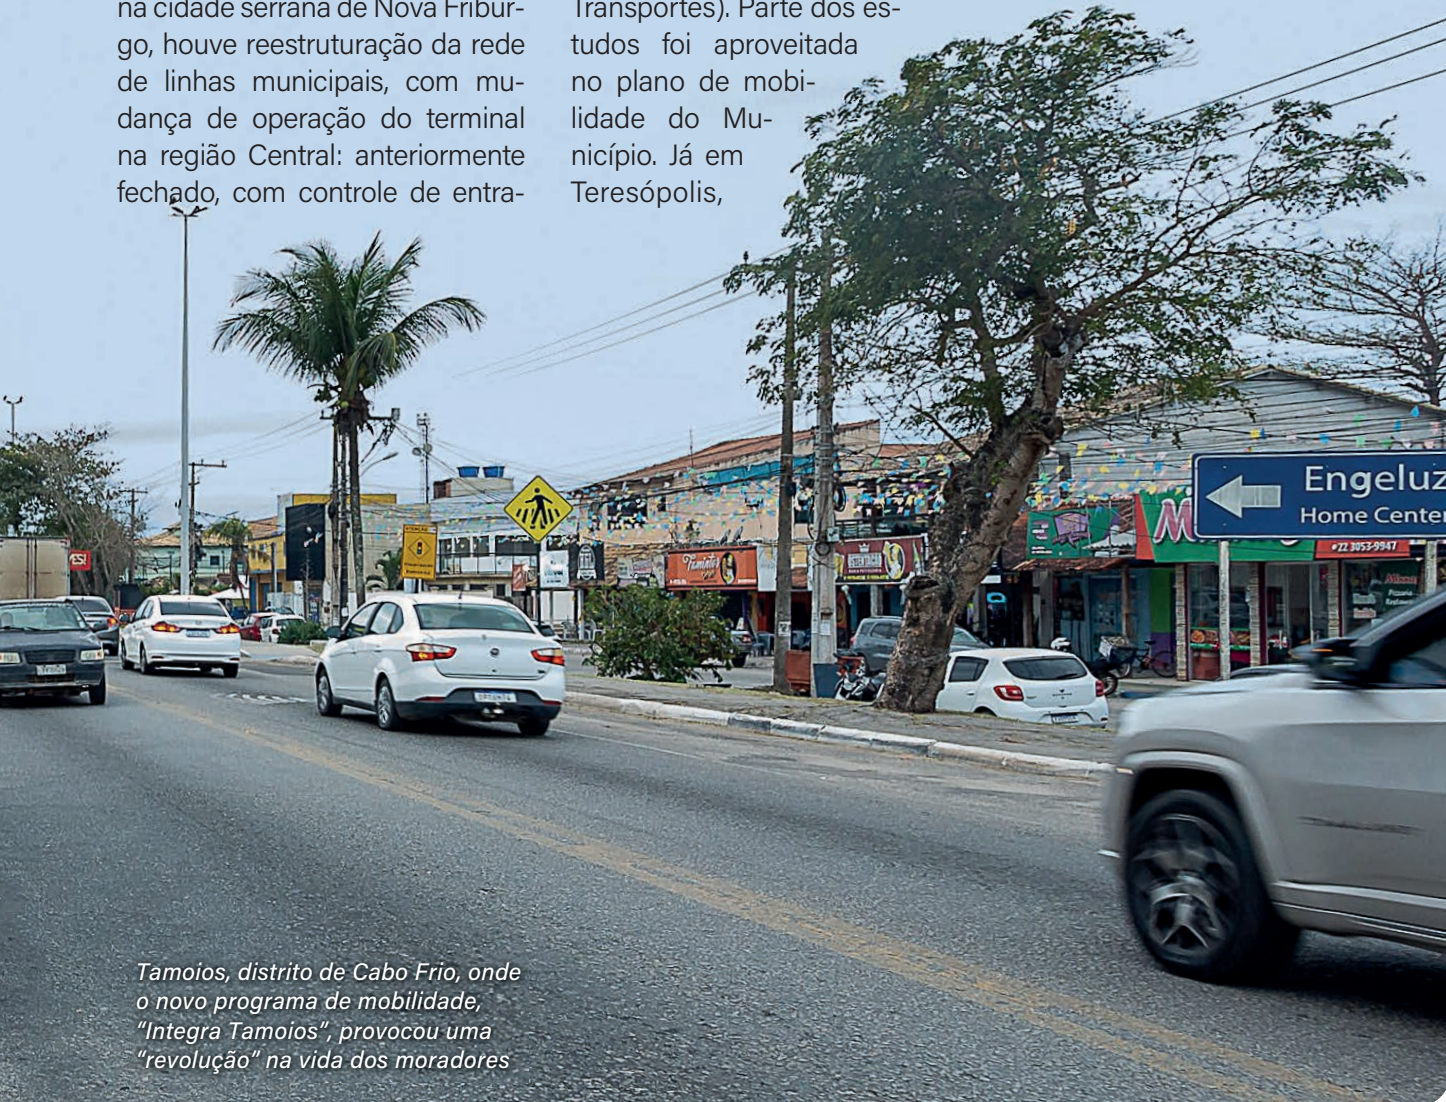 na cidade serrana de Nova Fribur-
go, houve reestruturação da rede
de linhas municipais, com mu-
dança de operação do terminal
na região Central: anteriormente
fechado, com controle de entra-
Transportes). Parte dos es-
tudos foi aproveitada
no plano de mobi-
lidade do Mu-
nicípio. Já em
Teresópolis,
Engeluz
Home Center
22 3053-9947
Tamoios, distrito de Cabo Frio, onde
o novo programa de mobilidade,
“Integra Tamoios”, provocou uma
“revolução” na vida dos moradores